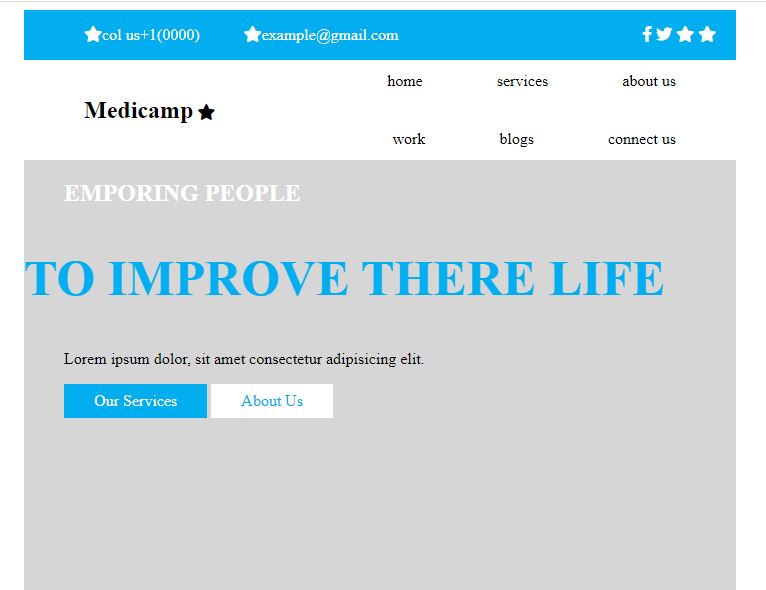 col us+1(0000) example@gmail.com
home services about us
Medicamp
work blogs connect us
EMPORING PEOPLE
TO IMPROVE THERE LIFE
Lorem ipsum dolor, sit amet consectetur adipisicing elit.
Our Services About Us